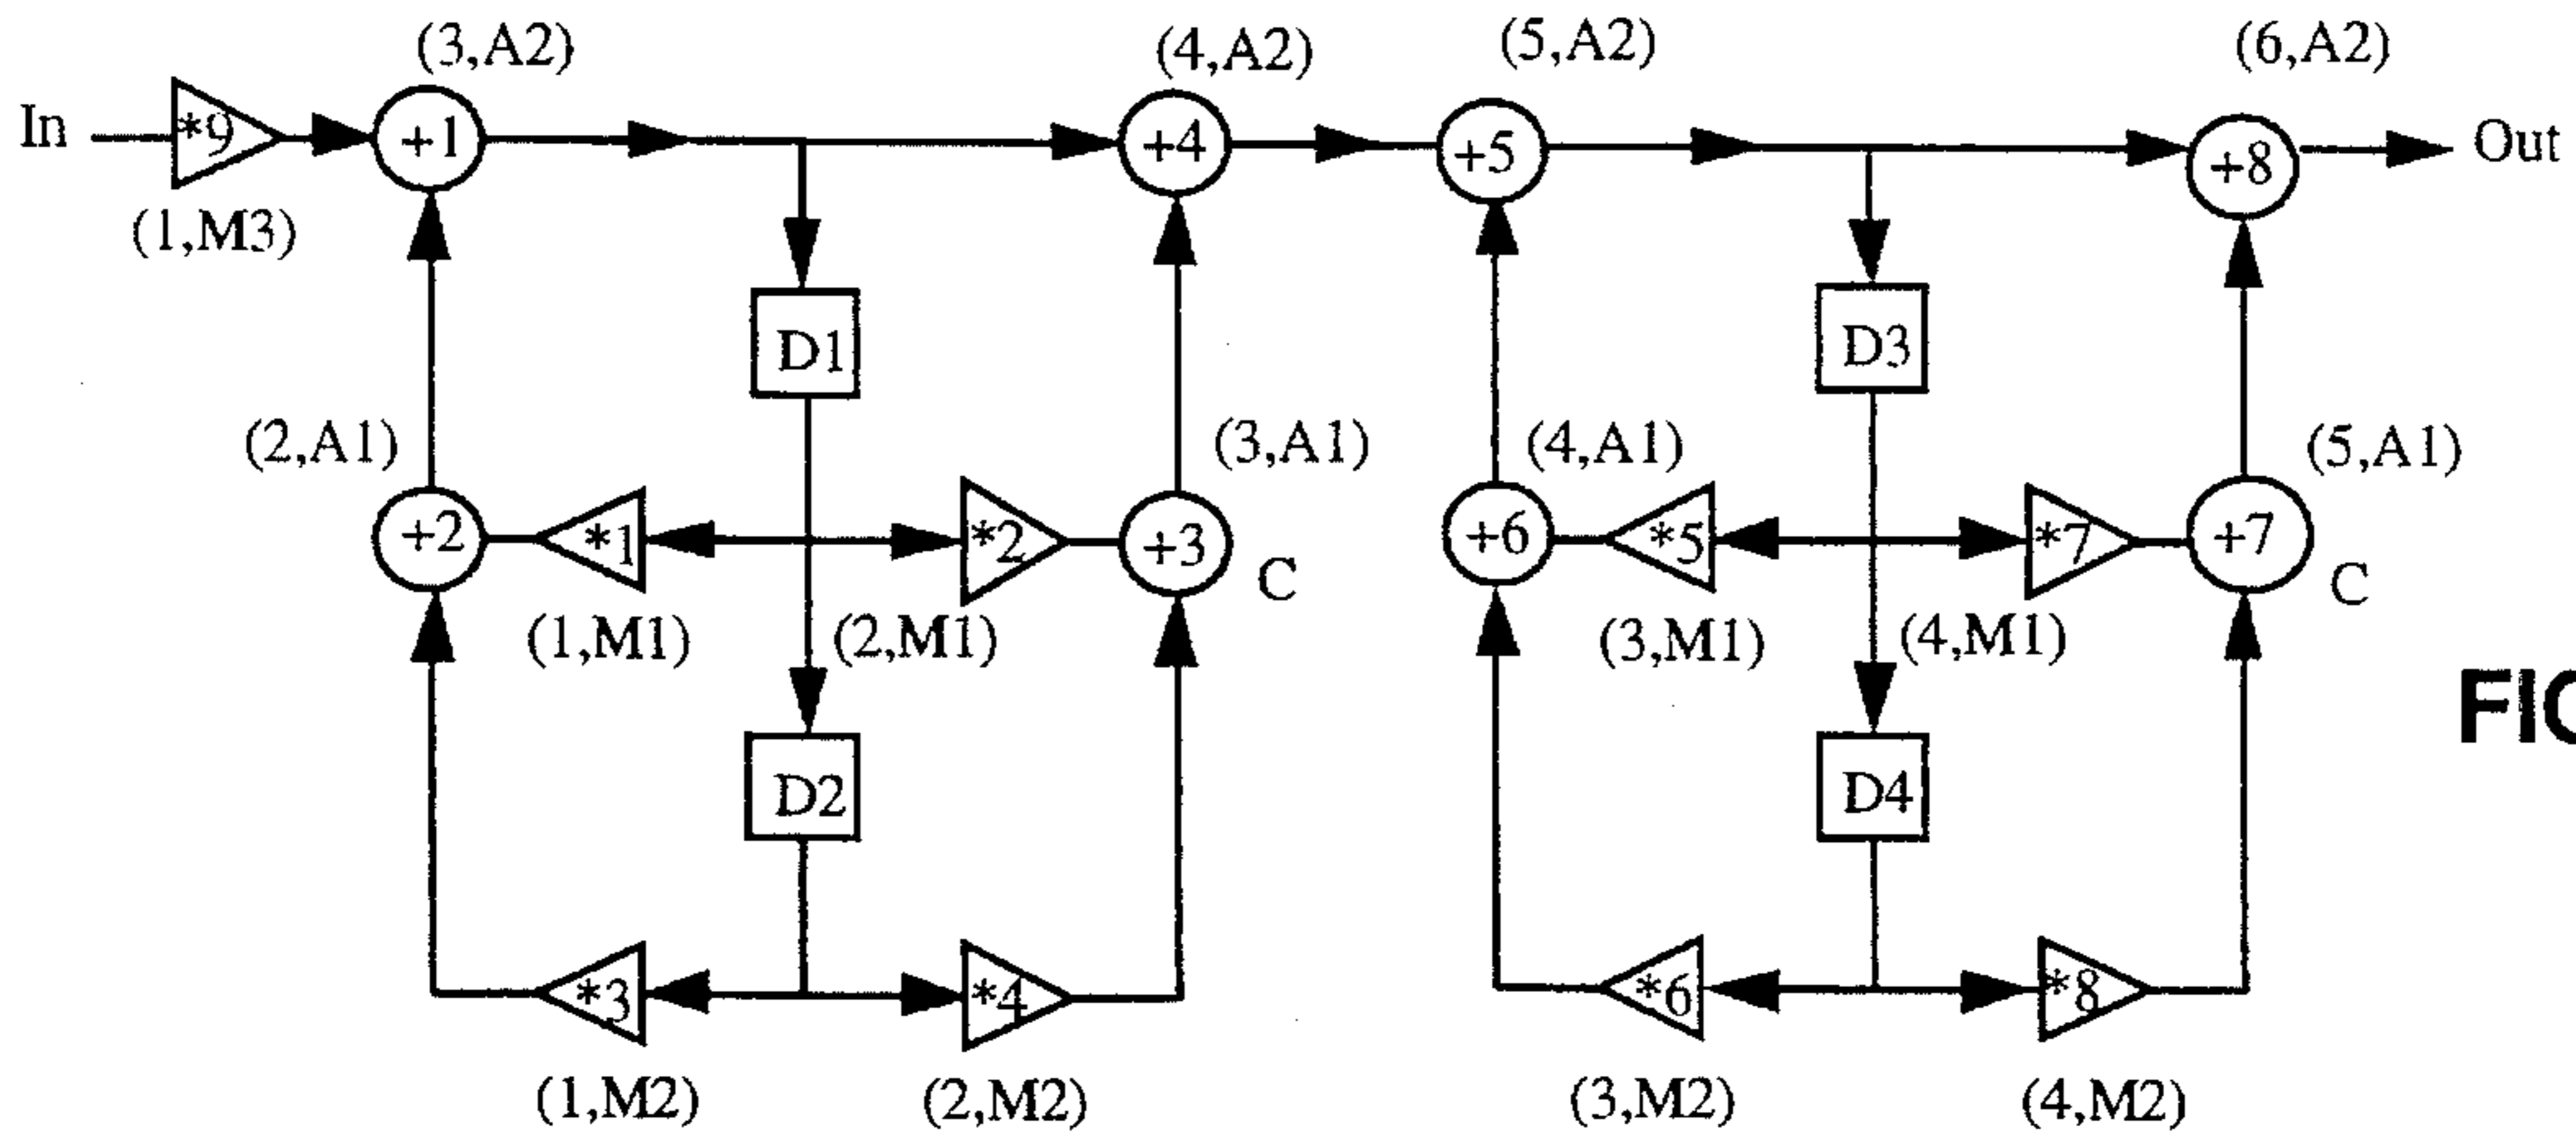 (3,A2) (4,A2) (5,A2) (6,A2)
In *9 +1 +4 +5 +8 Out
(1,M3)
D1 D3
(2,A1) (3,A1) (4,A1) (5,A1)
+2 *1 *2 +3 C +6 *5 *7 +7 C
(1,M1) (2,M1) (3,M1) (4,M1)
D2 D4
*3 *4 *6 *8
(1,M2) (2,M2) (3,M2) (4,M2)